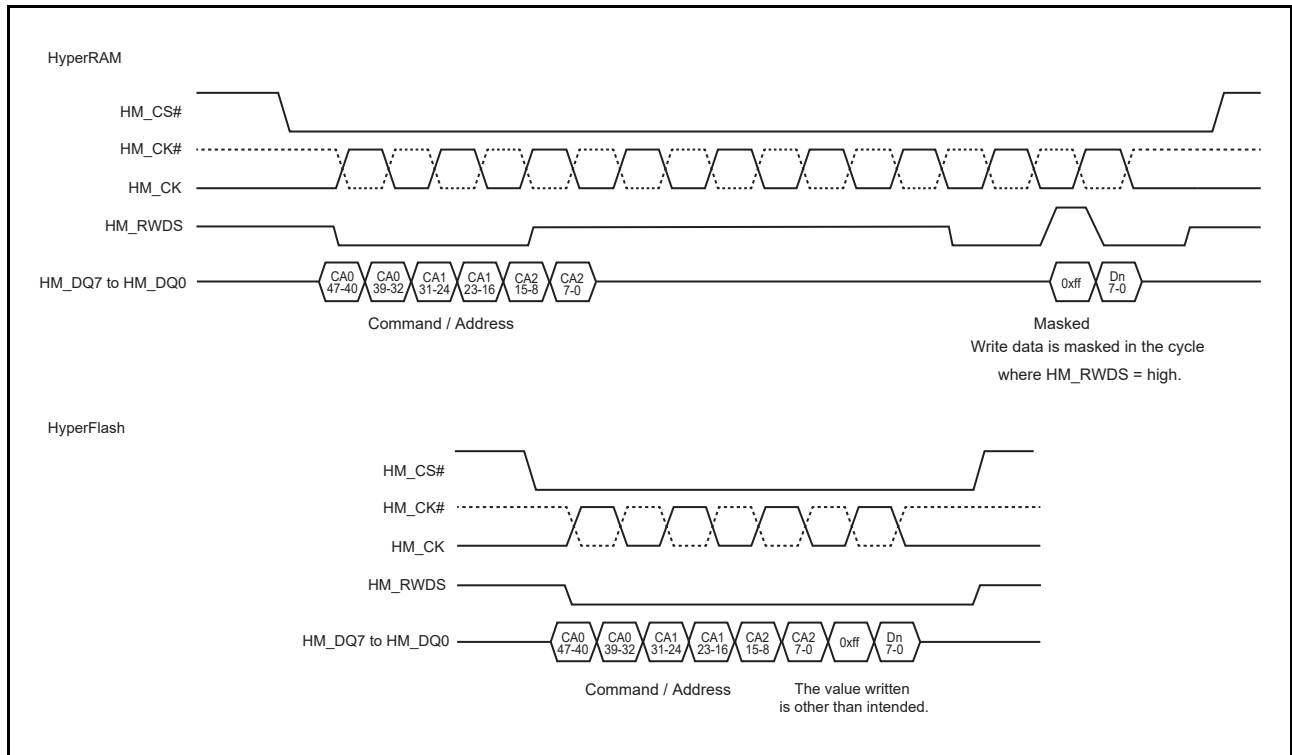 HyperRAM
HM_CS#
HM_CK#
HM_CK
HM_RWDS
HM_DQ7 to HM_DQ0
CA0 47-40
CA0 39-32
CA1 31-24
CA1 23-16
CA2 15-8
CA2 7-0
0xff
Dn 7-0
Command / Address
Masked
Write data is masked in the cycle
where HM_RWDS = high.
HyperFlash
HM_CS#
HM_CK#
HM_CK
HM_RWDS
HM_DQ7 to HM_DQ0
CA0 47-40
CA0 39-32
CA1 31-24
CA1 23-16
CA2 15-8
CA2 7-0
0xff
Dn 7-0
Command / Address
The value written
is other than intended.